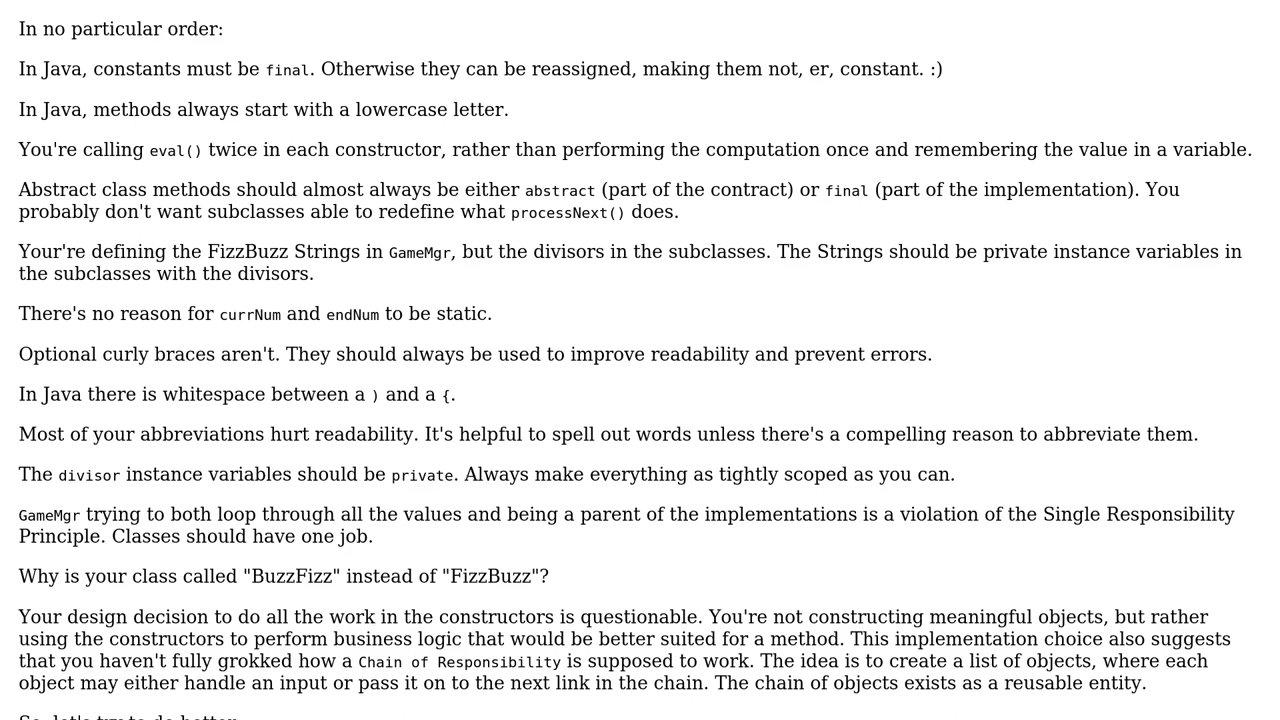 In no particular order:
In Java, constants must be final. Otherwise they can be reassigned, making them not, er, constant. :)
In Java, methods always start with a lowercase letter.
You're calling eval() twice in each constructor, rather than performing the computation once and remembering the value in a variable.
Abstract class methods should almost always be either abstract (part of the contract) or final (part of the implementation). You
probably don't want subclasses able to redefine what processNext() does.
Your're defining the FizzBuzz Strings in GameMgr, but the divisors in the subclasses. The Strings should be private instance variables in
the subclasses with the divisors.
There's no reason for currNum and endNum to be static.
Optional curly braces aren't. They should always be used to improve readability and prevent errors.
In Java there is whitespace between a ) and a {.
Most of your abbreviations hurt readability. It's helpful to spell out words unless there's a compelling reason to abbreviate them.
The divisor instance variables should be private. Always make everything as tightly scoped as you can.
GameMgr trying to both loop through all the values and being a parent of the implementations is a violation of the Single Responsibility
Principle. Classes should have one job.
Why is your class called "BuzzFizz" instead of "FizzBuzz"?
Your design decision to do all the work in the constructors is questionable. You're not constructing meaningful objects, but rather
using the constructors to perform business logic that would be better suited for a method. This implementation choice also suggests
that you haven't fully grokked how a Chain of Responsibility is supposed to work. The idea is to create a list of objects, where each
object may either handle an input or pass it on to the next link in the chain. The chain of objects exists as a reusable entity.
So, let's try to do better.